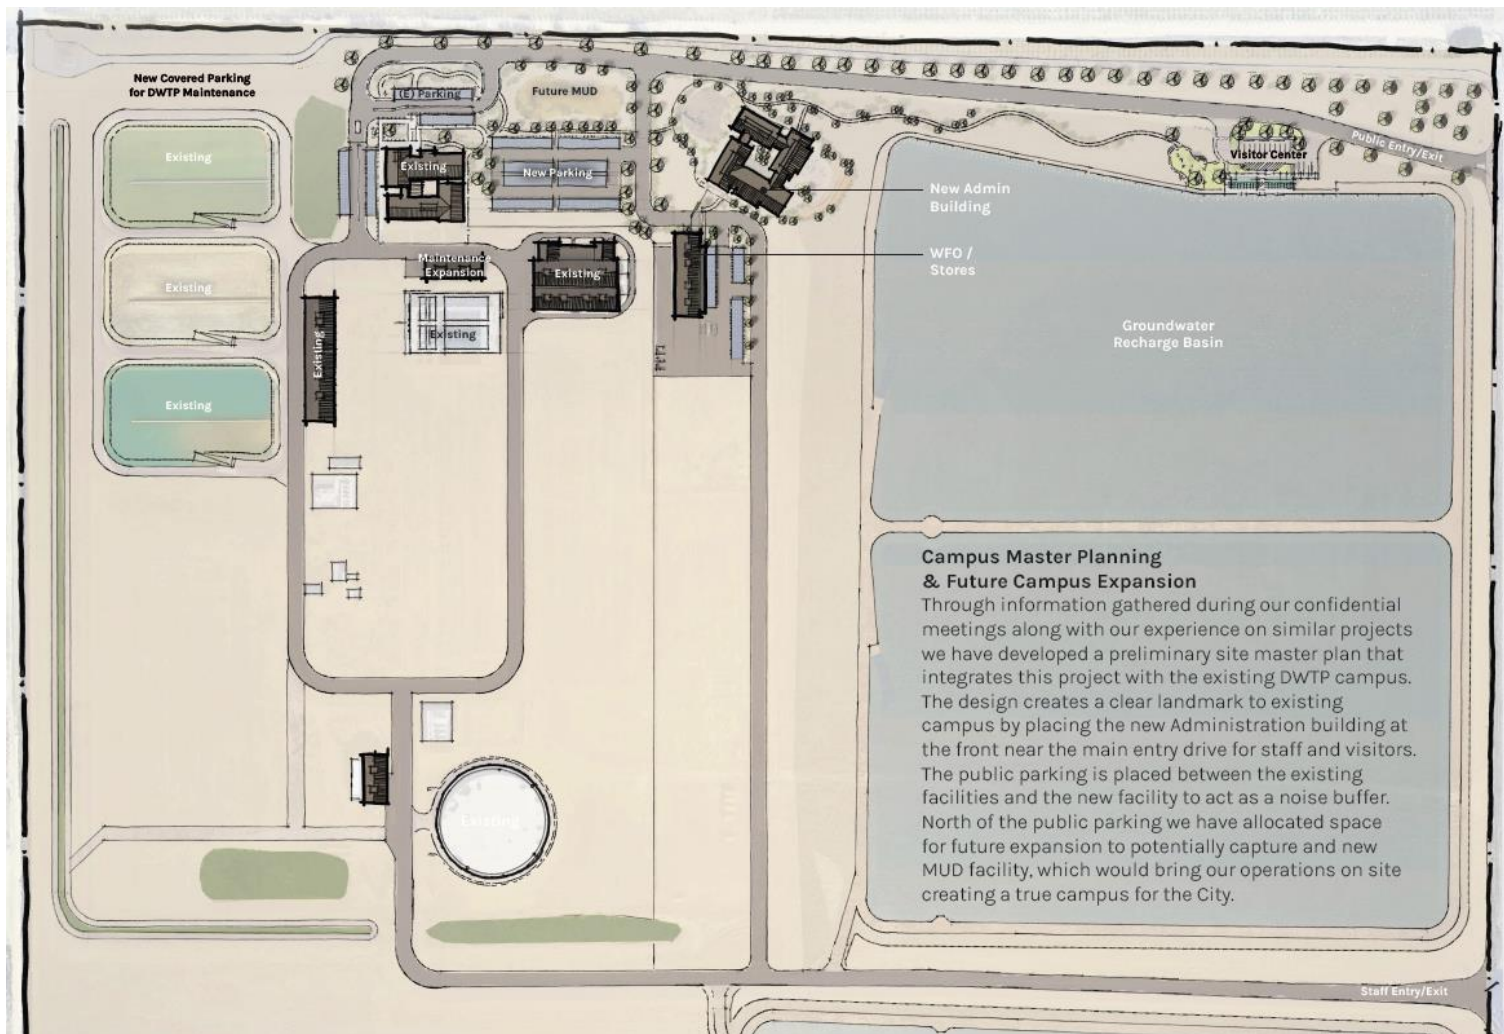 New Covered Parking
for DWTP Maintenance
(E) Parking
Future MUD
Public Entry/Exit
Existing
Existing
New Parking
Visitor Center
New Admin
Building
Maintenance
Expansion
Existing
WFO /
Stores
Existing
Existing
Existing
Groundwater
Recharge Basin
Existing
Existing
Campus Master Planning
& Future Campus Expansion
Through information gathered during our confidential
meetings along with our experience on similar projects
we have developed a preliminary site master plan that
integrates this project with the existing DWTP campus.
The design creates a clear landmark to existing
campus by placing the new Administration building at
the front near the main entry drive for staff and visitors.
The public parking is placed between the existing
facilities and the new facility to act as a noise buffer.
North of the public parking we have allocated space
for future expansion to potentially capture and new
MUD facility, which would bring our operations on site
creating a true campus for the City.
Existing
Staff Entry/Exit